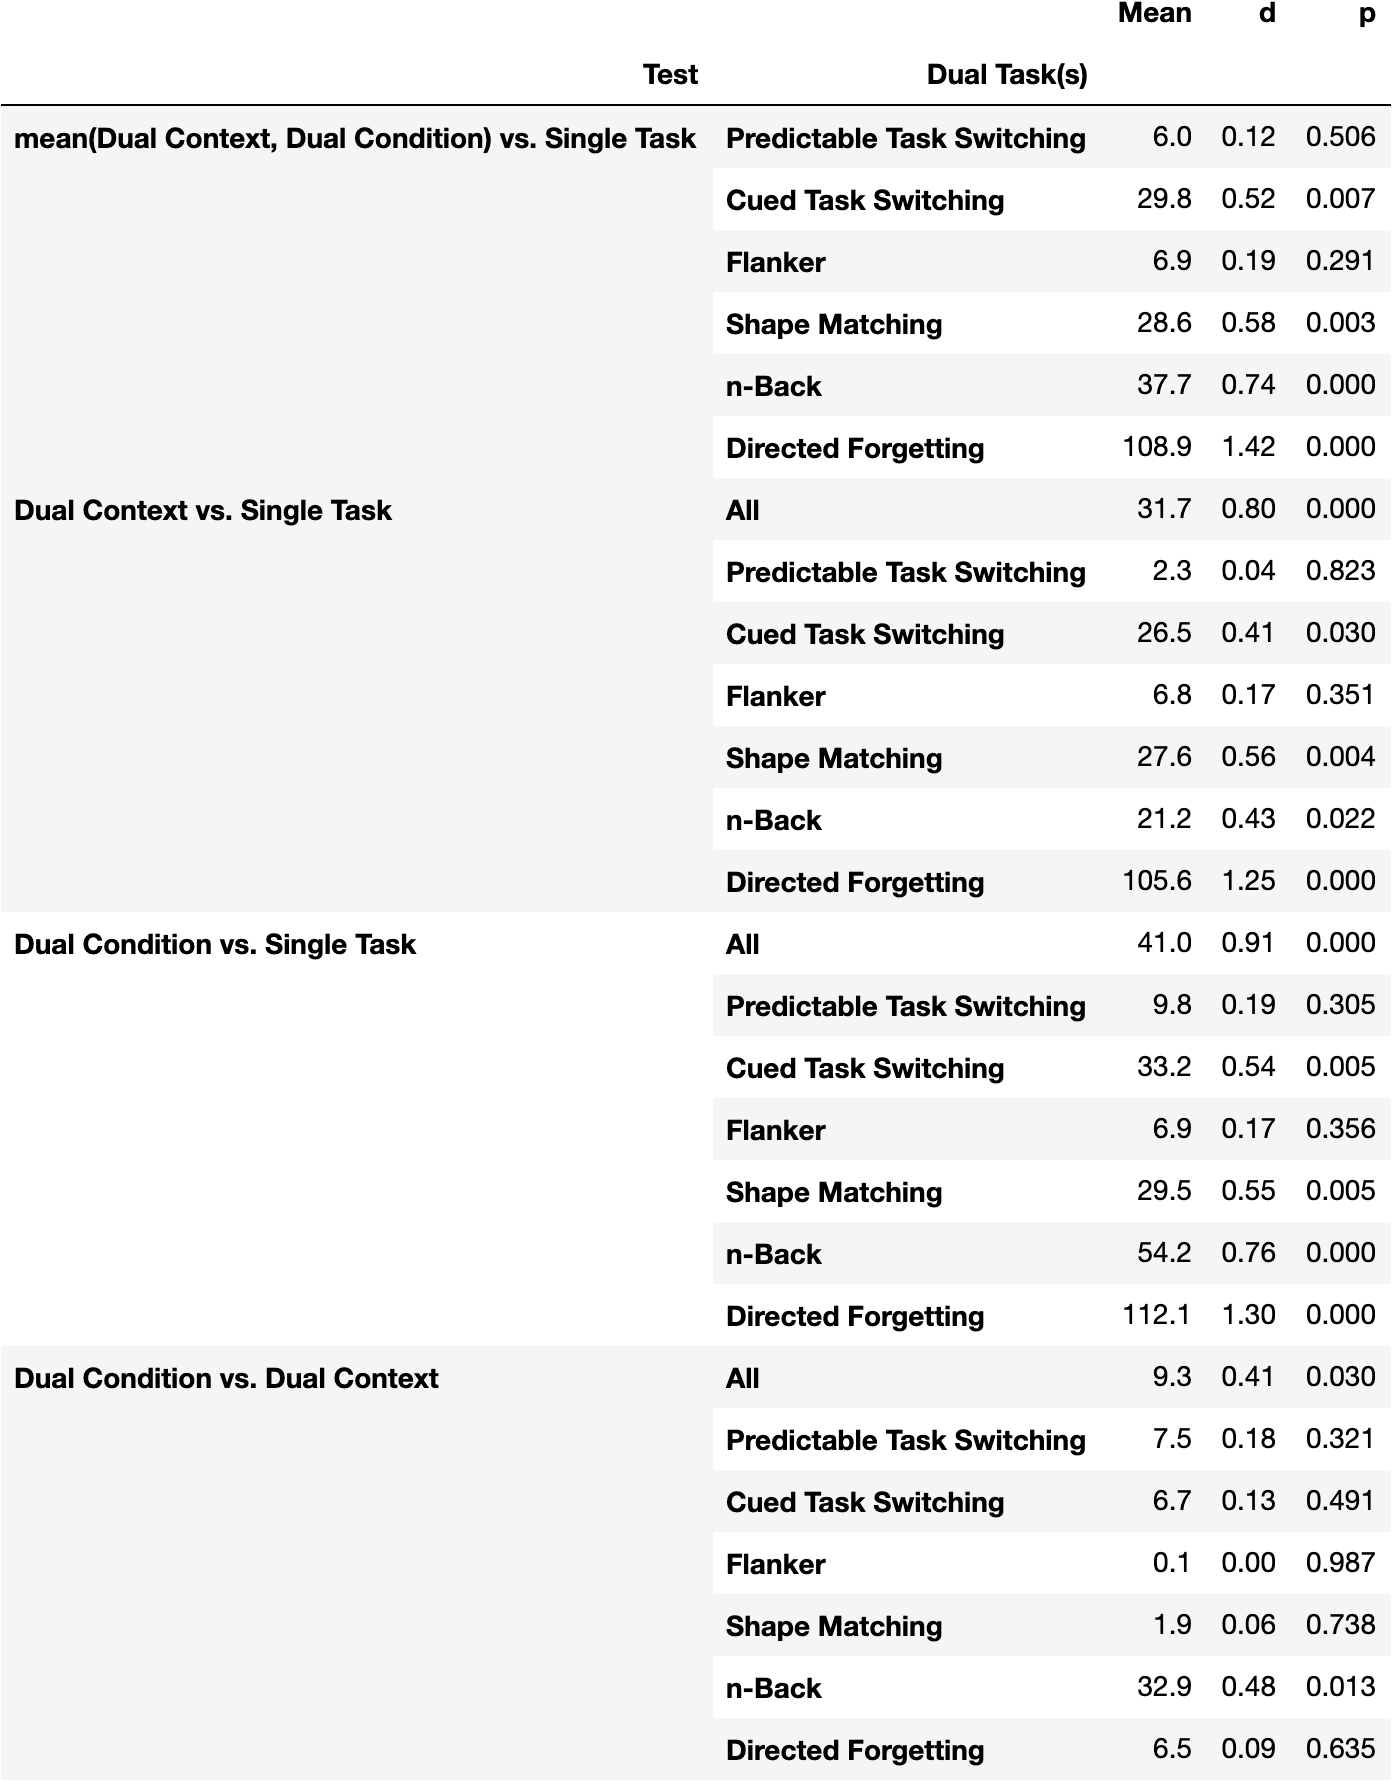 Mean d p
Test Dual Task(s)
mean(Dual Context, Dual Condition) vs. Single Task Predictable Task Switching 6.0 0.12 0.506
Cued Task Switching 29.8 0.52 0.007
Flanker 6.9 0.19 0.291
Shape Matching 28.6 0.58 0.003
n-Back 37.7 0.74 0.000
Directed Forgetting 108.9 1.42 0.000
Dual Context vs. Single Task All 31.7 0.80 0.000
Predictable Task Switching 2.3 0.04 0.823
Cued Task Switching 26.5 0.41 0.030
Flanker 6.8 0.17 0.351
Shape Matching 27.6 0.56 0.004
n-Back 21.2 0.43 0.022
Directed Forgetting 105.6 1.25 0.000
Dual Condition vs. Single Task All 41.0 0.91 0.000
Predictable Task Switching 9.8 0.19 0.305
Cued Task Switching 33.2 0.54 0.005
Flanker 6.9 0.17 0.356
Shape Matching 29.5 0.55 0.005
n-Back 54.2 0.76 0.000
Directed Forgetting 112.1 1.30 0.000
Dual Condition vs. Dual Context All 9.3 0.41 0.030
Predictable Task Switching 7.5 0.18 0.321
Cued Task Switching 6.7 0.13 0.491
Flanker 0.1 0.00 0.987
Shape Matching 1.9 0.06 0.738
n-Back 32.9 0.48 0.013
Directed Forgetting 6.5 0.09 0.635